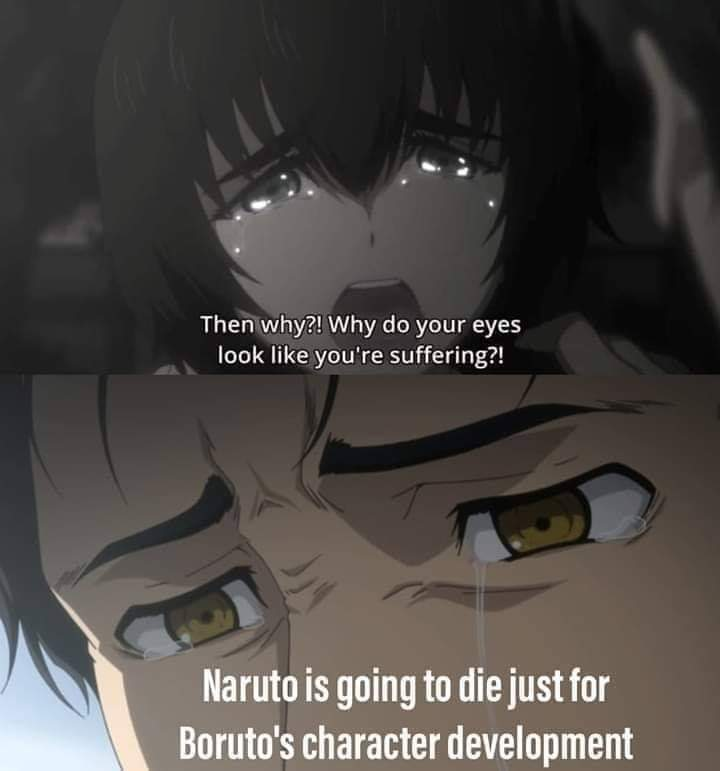 Then why?! Why do your eyes
look like you're suffering?!
Naruto is going to die just for
Boruto's character development